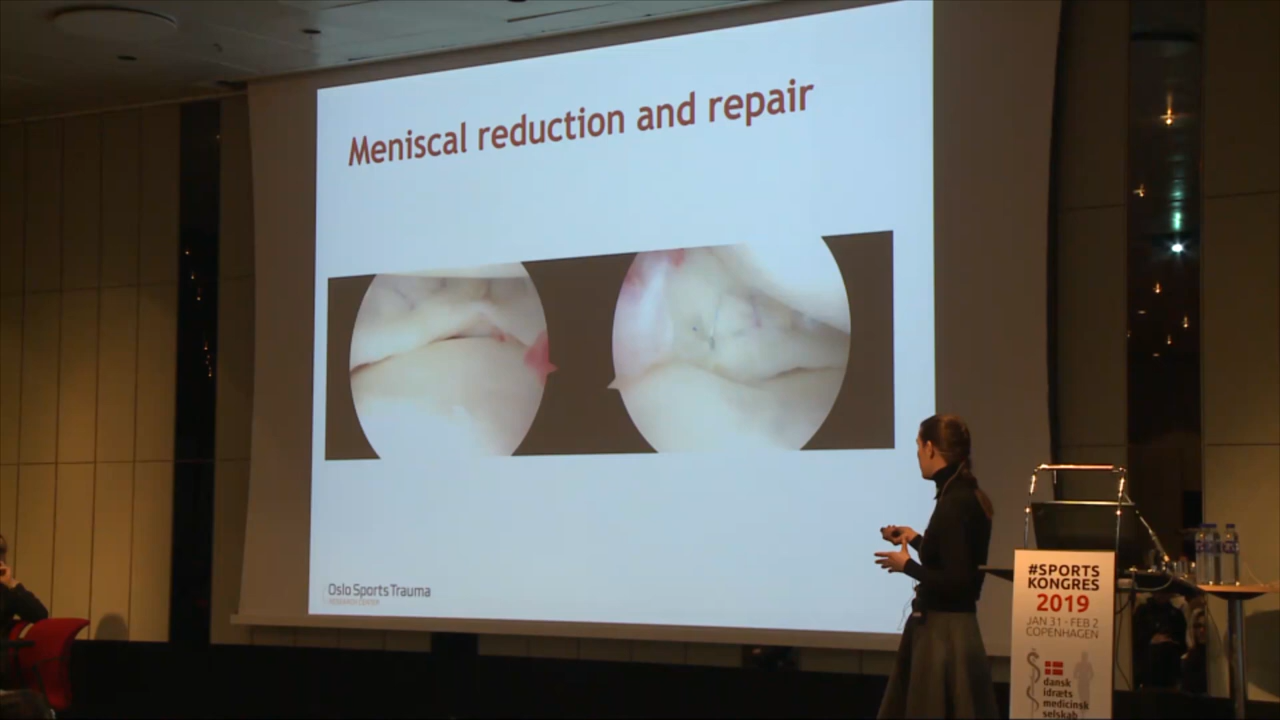 Meniscal reduction and repair
Oslo Sports Trauma
RESEARCH CENTER
#SPORTS
KONGRES
2019
JAN 31 - FEB 2
COPENHAGEN
dansk
idræts
medicinsk
selskab